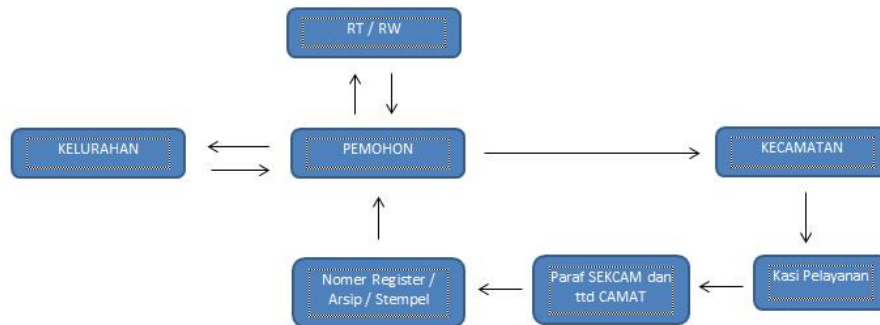 RT / RW
KELURAHAN
PEMOHON
KECAMATAN
Nomer Register /
Arsip / Stempel
Paraf SEKCAM dan
ttd CAMAT
Kasi Pelayanan